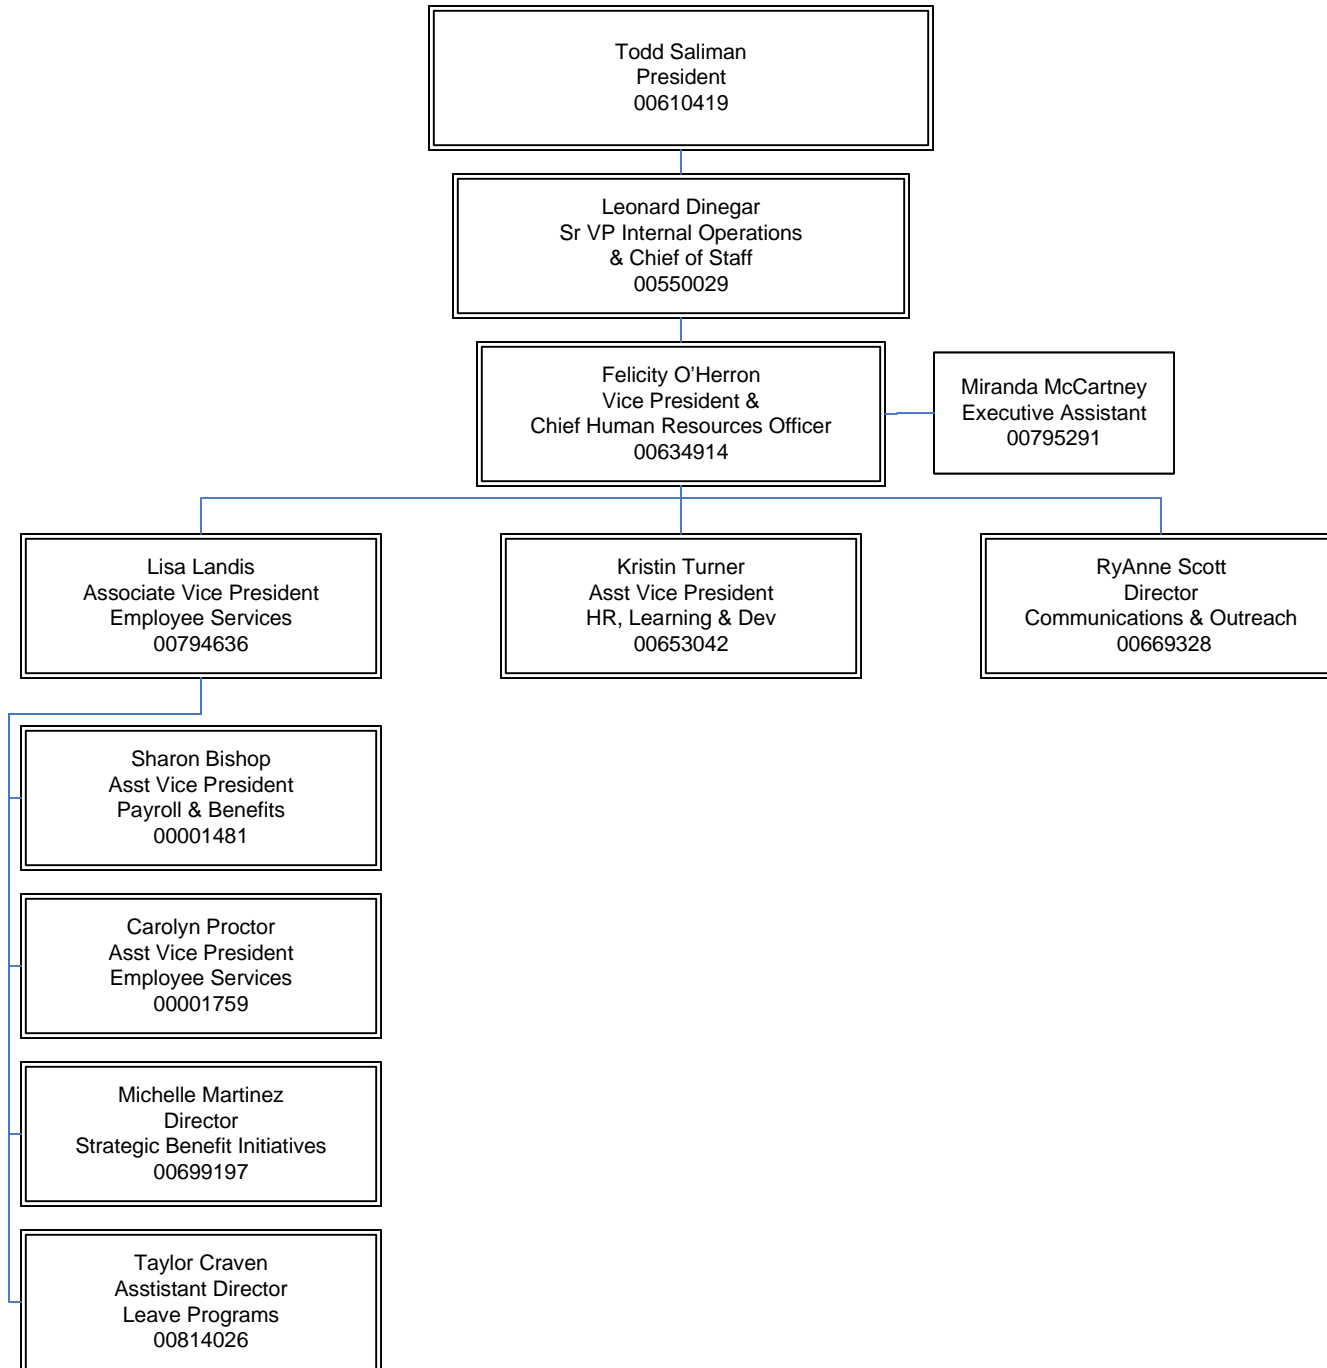 Todd Saliman
President
00610419
Leonard Dinegar
Sr VP Internal Operations
& Chief of Staff
00550029
Felicity O’Herron
Vice President &
Chief Human Resources Officer
00634914
Miranda McCartney
Executive Assistant
00795291
Lisa Landis
Associate Vice President
Employee Services
00794636
Kristin Turner
Asst Vice President
HR, Learning & Dev
00653042
RyAnne Scott
Director
Communications & Outreach
00669328
Sharon Bishop
Asst Vice President
Payroll & Benefits
00001481
Carolyn Proctor
Asst Vice President
Employee Services
00001759
Michelle Martinez
Director
Strategic Benefit Initiatives
00699197
Taylor Craven
Asstistant Director
Leave Programs
00814026